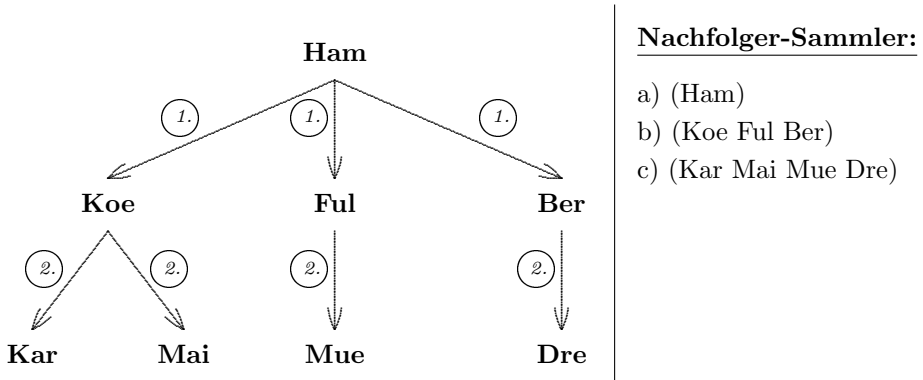 Ham
1. 1. 1.
Koe Ful Ber
2. 2. 2. 2.
Kar Mai Mue Dre
Nachfolger-Sammler:
a) (Ham)
b) (Koe Ful Ber)
c) (Kar Mai Mue Dre)